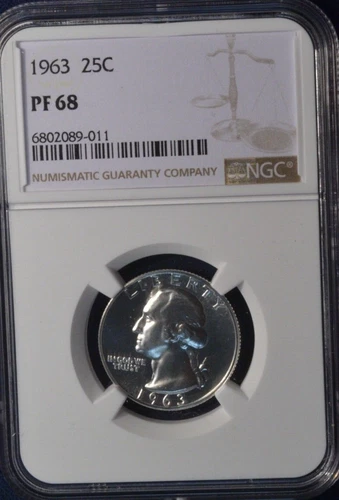 1963 25C
PF 68
6802089-011
NUMISMATIC GUARANTY COMPANY
NGC®
LIBERTY
IN GOD WE
TRUST
1963